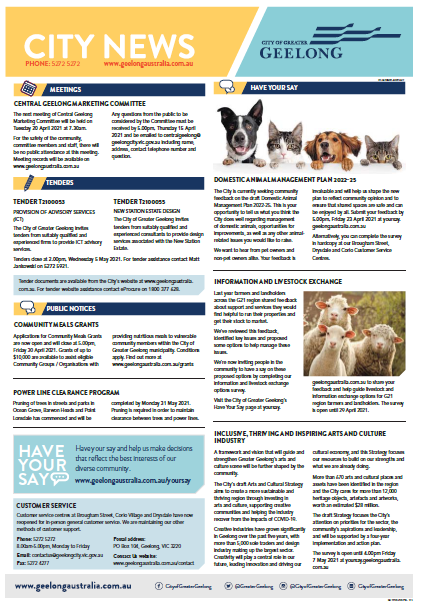 CITY NEWS
PHONE: 5272 5272
www.geelongaustralia.com.au
CITY OF GREATER
GEELONG
MEETINGS
CENTRAL GEELONG MARKETING COMMITTEE
The next meeting of Central Geelong
Marketing Committee will be held on
Tuesday 20 April 2021 at 7.30am.
For the safety of the community,
committee members and staff, there will
be no public attendance at this meeting.
Meeting records will be available on
www.geelongaustralia.com.au
Any questions from the public to be
considered by the Committee must be
received by 5.00pm, Thursday 15 April
2021 and be emailed to centralgeelong@
geelongcity.vic.gov.au including name,
address, contact telephone number and
question.
TENDERS
TENDER T2100053
PROVISION OF ADVISORY SERVICES
(ICT)
The City of Greater Geelong invites
tenders from suitably qualified and
experienced firms to provide ICT advisory
services.
TENDER T2100058
NEW STATION ESTATE DESIGN
The City of Greater Geelong invites
tenders from suitably qualified and
experienced consultants to provide design
services associated with the New Station
Estate.
Tenders close at 2.00pm, Wednesday 5 May 2021. For tender assistance contact Matt
Jankowski on 5272 5921.
Tender documents are available from the City's website at www.geelongaustralia.
com.au. For tender website assistance contact eProcure on 1800 377 628.
PUBLIC NOTICES
COMMUNITY MEALS GRANTS
Applications for Community Meals Grants
are now open and will close at 5.00pm,
Friday 30 April 2021. Grants of up to
$10,000 are available to assist eligible
Community Groups / Organisations with
providing nutritious meals to vulnerable
community members within the City of
Greater Geelong municipality. Conditions
apply. Find out more at
www.geelongaustralia.com.au/grants
POWER LINE CLEARANCE PROGRAM
Pruning of trees in streets and parks in
Ocean Grove, Barwon Heads and Point
Lonsdale has commenced and will be
completed by Monday 31 May 2021.
Pruning is required in order to maintain
clearance between trees and power lines.
HAVE
YOUR
SAY
Have your say and help us make decisions
that reflect the best interests of our
diverse community.
www.geelongaustralia.com.au/yoursay
CUSTOMER SERVICE
Customer service centres at Brougham Street, Corio Village and Drysdale have now
reopened for in-person general customer service. We are maintaining our other
methods of customer support.
Phone: 5272 5272
8.00am-5.00pm, Monday to Friday
Email: contactus@geelongcity.vic.gov.au
Fax: 5272 4277
Postal address:
PO Box 104, Geelong, VIC 3220
Contact Us website:
www.geelongaustralia.com.au/contact
HAVE YOUR SAY
DOMESTIC ANIMAL MANAGEMENT PLAN 2022-25
The City is currently seeking community
feedback on the draft Domestic Animal
Management Plan 2022-25. This is your
opportunity to tell us what you think the
City does well regarding management
of domestic animals, opportunities for
improvements, as well as any other animal-
related issues you would like to raise.
We want to hear from pet owners and
non-pet owners alike. Your feedback is
invaluable and will help us shape the new
plan to reflect community opinion and to
ensure that shared spaces are safe and can
be enjoyed by all. Submit your feedback by
5.00pm, Friday 23 April 2021 at yoursay.
geelongaustralia.com.au
Alternatively, you can complete the survey
in hardcopy at our Brougham Street,
Drysdale and Corio Customer Service
Centres.
INFORMATION AND LIVESTOCK EXCHANGE
Last year farmers and landholders
across the G21 region shared feedback
about support and services they would
find helpful to run their properties and
get their stock to market.
We've reviewed this feedback,
identified key issues and proposed
some options to help manage these
issues.
We're now inviting people in the
community to have a say on these
proposed options by completing our
information and livestock exchange
options survey.
Visit the City of Greater Geelong's
Have Your Say page at yoursay.
geelongaustralia.com.au to share your
feedback and help guide livestock and
information exchange options for G21
region farmers and landholders. The survey
is open until 29 April 2021.
INCLUSIVE, THRIVING AND INSPIRING ARTS AND CULTURE
INDUSTRY
A framework and vision that will guide and
strengthen Greater Geelong's arts and
culture scene will be further shaped by the
community.
The City's draft Arts and Cultural Strategy
aims to create a more sustainable and
thriving region through investing in
arts and culture, supporting creative
communities and helping the industry
recover from the impacts of COVID-19.
Creative industries have grown significantly
in Geelong over the past five years, with
more than 5,000 sole traders and design
industry making up the largest sector.
Creativity will play a central role in our
future, leading innovation and driving our
cultural economy, and this Strategy focuses
our resources to build on our strengths and
what we are already doing.
More than 670 arts and cultural places and
assets have been identified in the region
and the City cares for more than 12,000
heritage objects, artefacts and artworks,
worth an estimated $28 million.
The draft Strategy focuses the City's
attention on priorities for the sector, the
community's aspirations and leadership,
and will be supported by a four-year
implementation and action plan.
The survey is open until 4.00pm Friday
7 May 2021 at yoursay.geelongaustralia.
com.au.
www.geelongaustralia.com.au
CityofGreaterGeelong
@GreaterGeelong
@CityofGreaterGeelong
CityofGreaterGeelong